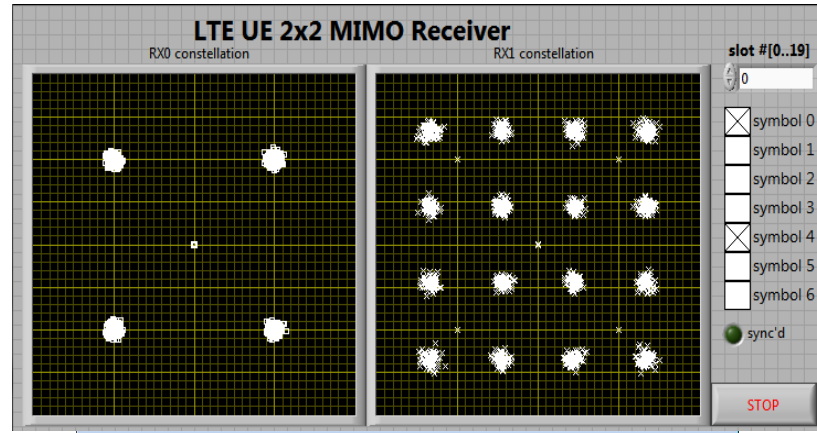 LTE UE 2x2 MIMO Receiver
RX0 constellation
RX1 constellation
slot #[0..19]
0
symbol 0
symbol 1
symbol 2
symbol 3
symbol 4
symbol 5
symbol 6
sync'd
STOP